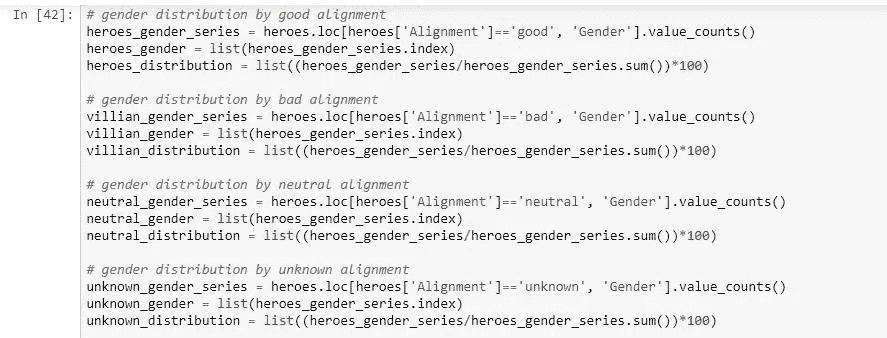 In [42]: # gender distribution by good alignment
heroes_gender_series = heroes.loc[heroes['Alignment']=='good', 'Gender'].value_counts()
heroes_gender = list(heroes_gender_series.index)
heroes_distribution = list((heroes_gender_series/heroes_gender_series.sum())*100)

# gender distribution by bad alignment
villian_gender_series = heroes.loc[heroes['Alignment']=='bad', 'Gender'].value_counts()
villian_gender = list(heroes_gender_series.index)
villian_distribution = list((heroes_gender_series/heroes_gender_series.sum())*100)

# gender distribution by neutral alignment
neutral_gender_series = heroes.loc[heroes['Alignment']=='neutral', 'Gender'].value_counts()
neutral_gender = list(heroes_gender_series.index)
neutral_distribution = list((heroes_gender_series/heroes_gender_series.sum())*100)

# gender distribution by unknown alignment
unknown_gender_series = heroes.loc[heroes['Alignment']=='unknown', 'Gender'].value_counts()
unknown_gender = list(heroes_gender_series.index)
unknown_distribution = list((heroes_gender_series/heroes_gender_series.sum())*100)